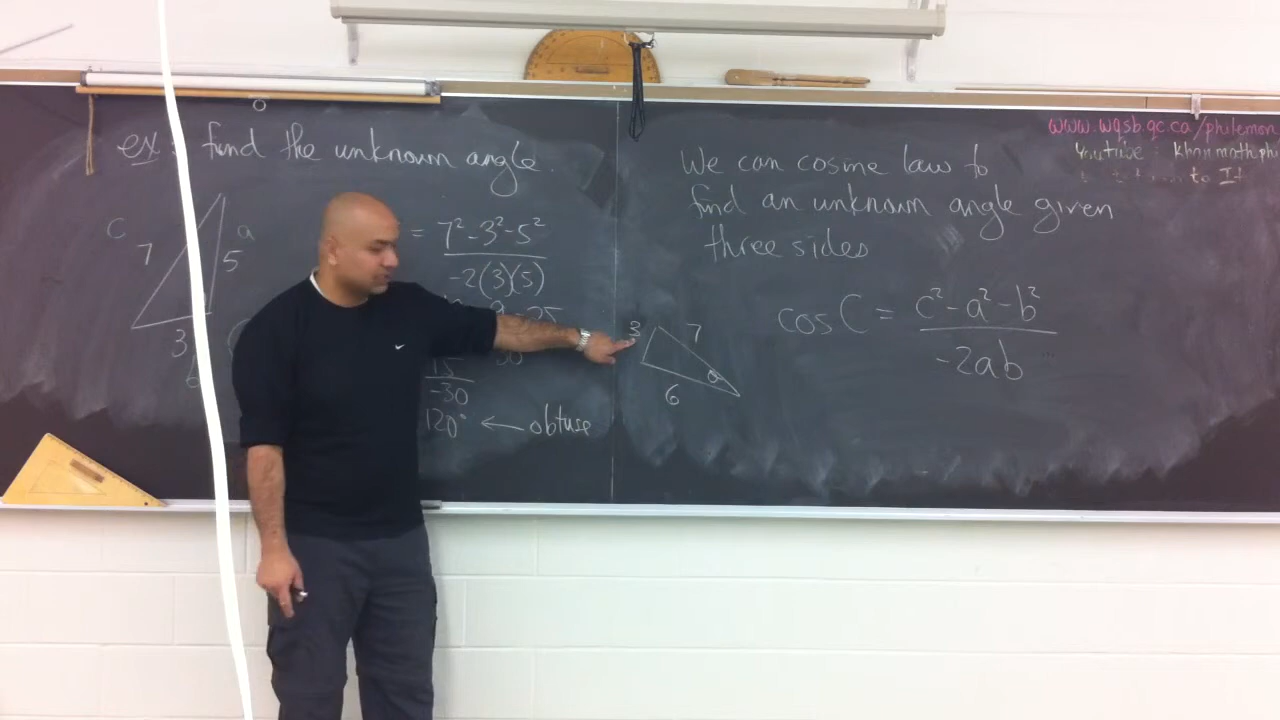 ex : find the unknown angle.
C
7
a
5
3
= 7² - 3² - 5²
-2(3)(5)
15
-30
120° ← obtuse
3
7
6
We can cosine law to
find an unknown angle given
three sides
cos C = c² - a² - b²
-2ab
www.wqsb.qc.ca/philemon
Youtube : khanmathphi